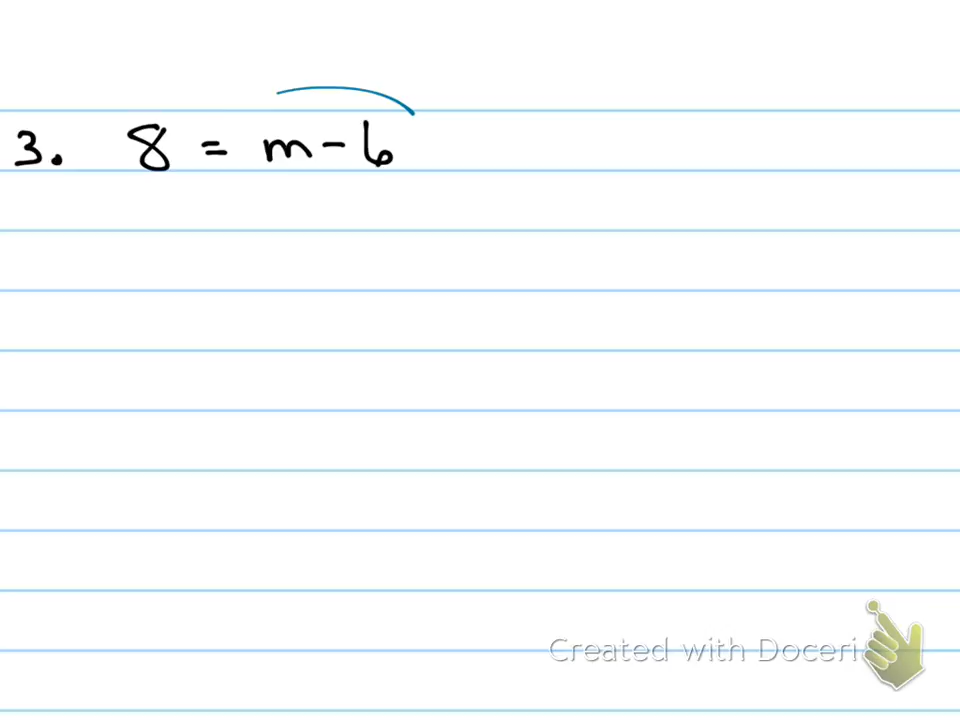 3. 8 = m - 6
Created with Doceri